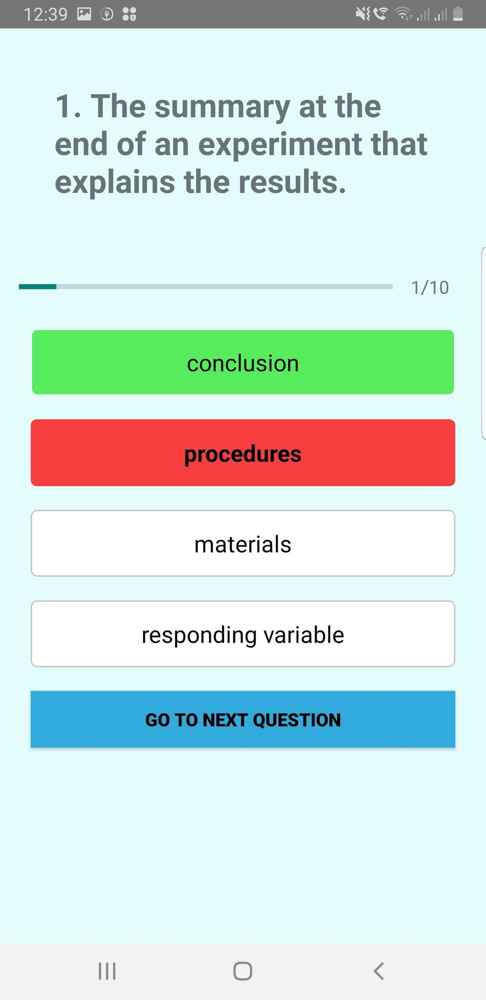 12:39
1. The summary at the
end of an experiment that
explains the results.
1/10
conclusion
procedures
materials
responding variable
GO TO NEXT QUESTION